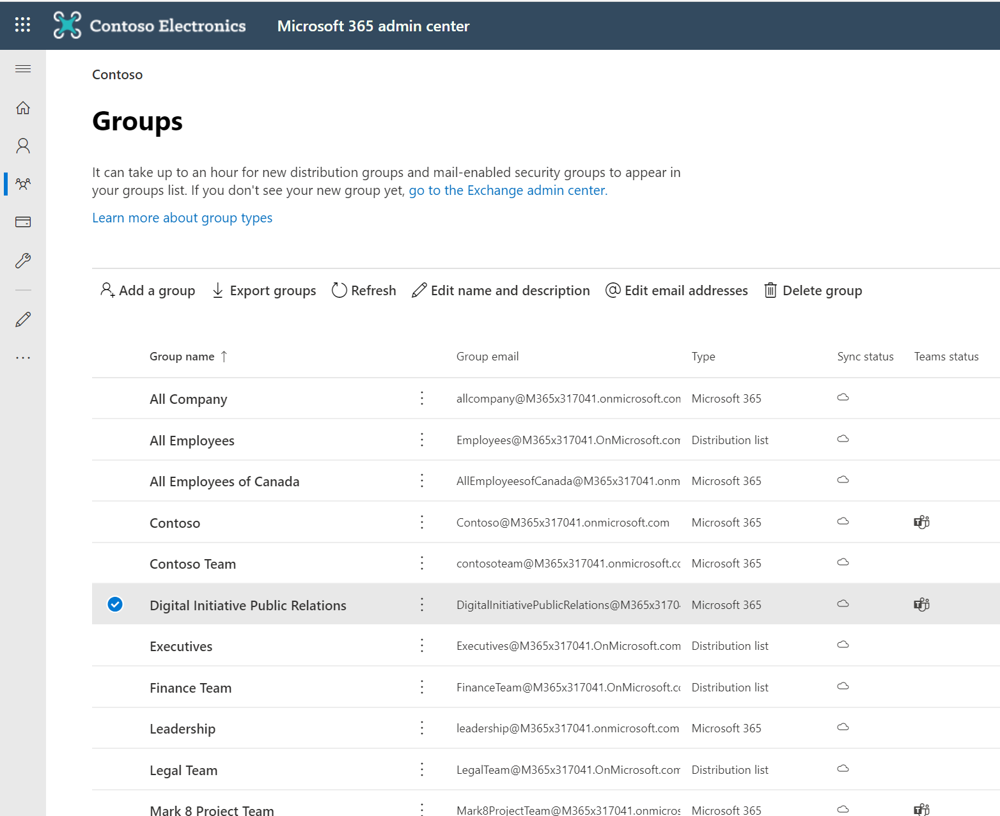 Contoso Electronics
Microsoft 365 admin center
Contoso
Groups
It can take up to an hour for new distribution groups and mail-enabled security groups to appear in
your groups list. If you don't see your new group yet, go to the Exchange admin center.
Learn more about group types
Add a group Export groups Refresh Edit name and description Edit email addresses Delete group
Group name ↑ Group email Type Sync status Teams status
All Company allcompany@M365x317041.onmicrosoft.con Microsoft 365
All Employees Employees@M365x317041.OnMicrosoft.com Distribution list
All Employees of Canada AllEmployeesofCanada@M365x317041.onm Microsoft 365
Contoso Contoso@M365x317041.onmicrosoft.com Microsoft 365
Contoso Team contosoteam@M365x317041.onmicrosoft.co Microsoft 365
Digital Initiative Public Relations DigitalInitiativePublicRelations@M365x3170 Microsoft 365
Executives Executives@M365x317041.OnMicrosoft.com Distribution list
Finance Team FinanceTeam@M365x317041.OnMicrosoft.co Distribution list
Leadership leadership@M365x317041.onmicrosoft.com Microsoft 365
Legal Team LegalTeam@M365x317041.OnMicrosoft.com Distribution list
Mark 8 Project Team Mark8ProjectTeam@M365x317041.onmicros Microsoft 365